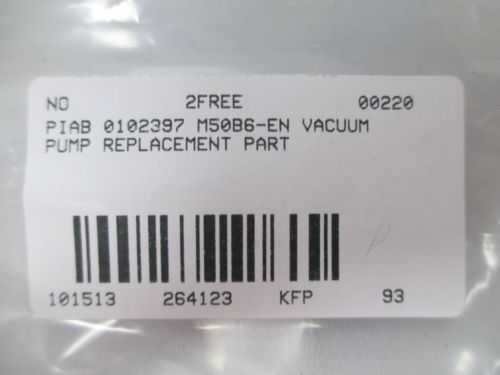 NO 2FREE 00220
PIAB 0102397 M50B6-EN VACUUM
PUMP REPLACEMENT PART
101513 264123 KFP 93